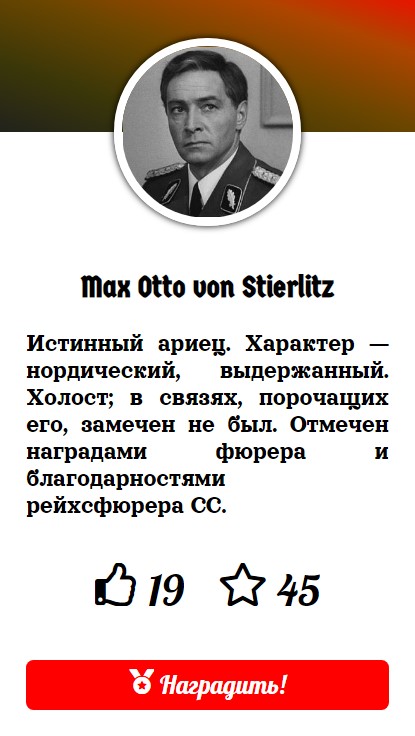 Max Otto von Stierlitz
Истинный ариец. Характер —
нордический, выдержанный.
Холост; в связях, порочащих
его, замечен не был. Отмечен
наградами фюрера и
благодарностями
рейхсфюрера СС.
19 45
Наградить!